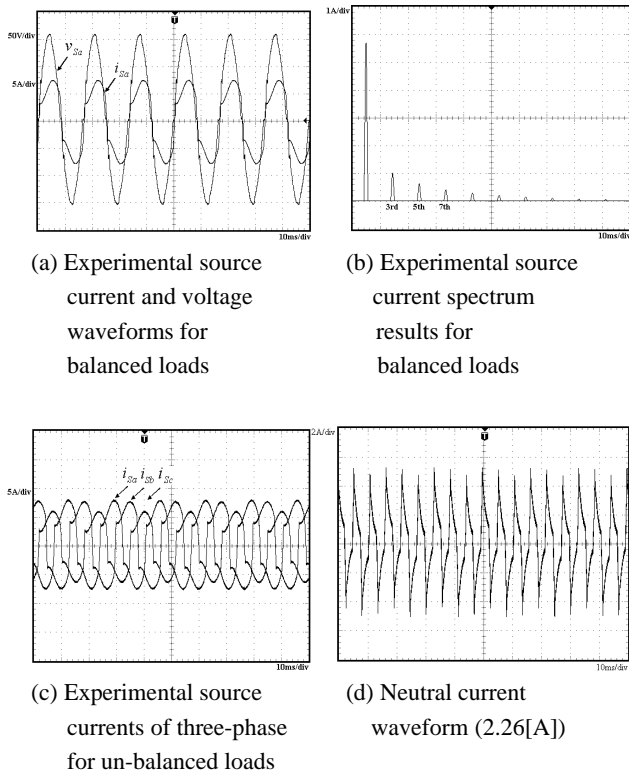 T
50V/div
v_Sa
i_Sa
5A/div
10ms/div
1A/div
3rd 5th 7th
10ms/div
(a) Experimental source
current and voltage
waveforms for
balanced loads
(b) Experimental source
current spectrum
results for
balanced loads
T
i_Sa i_Sb i_Sc
5A/div
10ms/div
2A/div
T
10ms/div
(c) Experimental source
currents of three-phase
for un-balanced loads
(d) Neutral current
waveform (2.26[A])